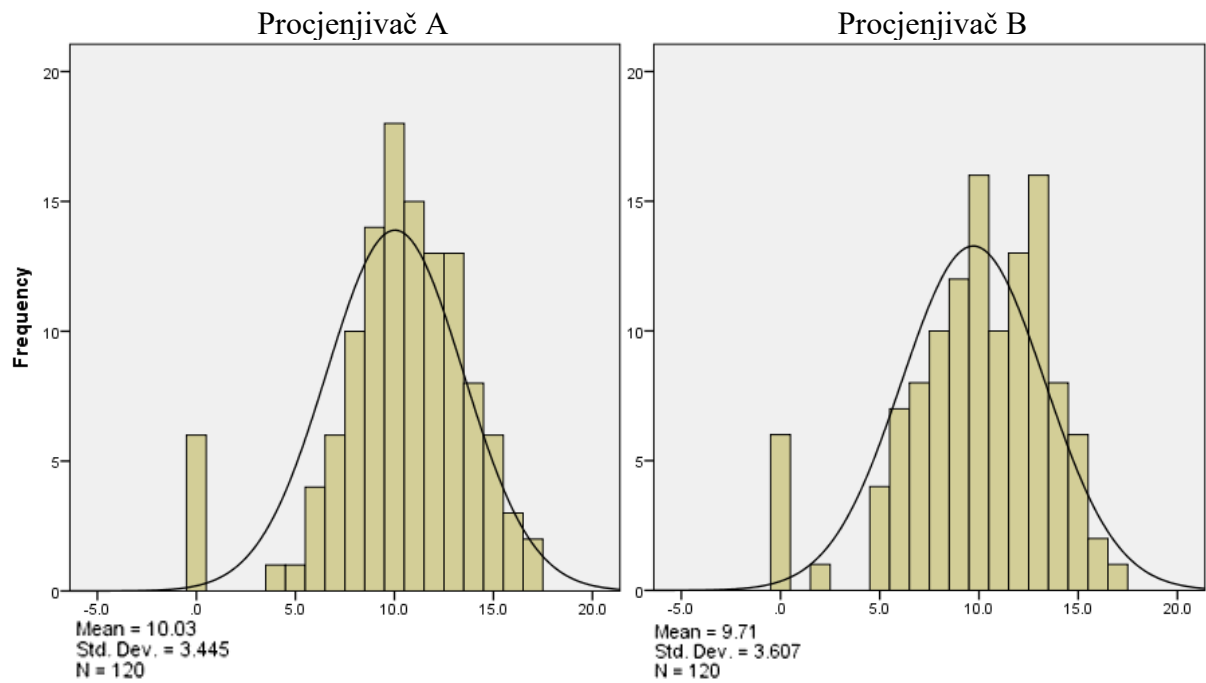 Procjenjivač A
Procjenjivač B
Frequency
20
15
10
5
0
-5.0 .0 5.0 10.0 15.0 20.0
Mean = 10.03
Std. Dev. = 3.445
N = 120
20
15
10
5
0
-5.0 .0 5.0 10.0 15.0 20.0
Mean = 9.71
Std. Dev. = 3.607
N = 120